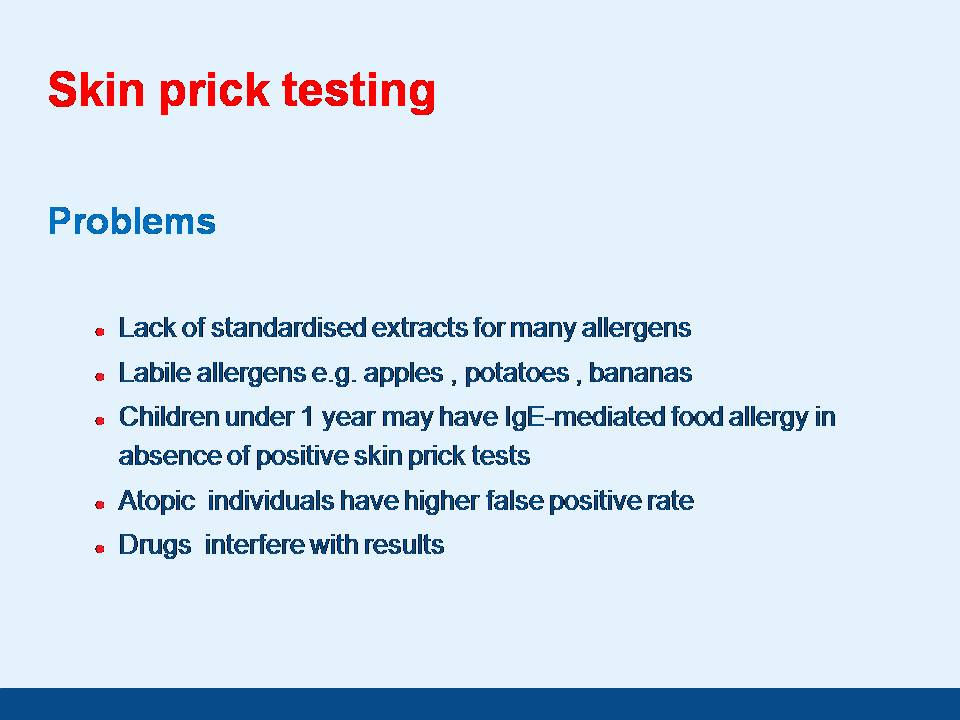 Skin prick testing
Problems
• Lack of standardised extracts for many allergens
• Labile allergens e.g. apples , potatoes , bananas
• Children under 1 year may have IgE-mediated food allergy in
absence of positive skin prick tests
• Atopic  individuals have higher false positive rate
• Drugs  interfere with results